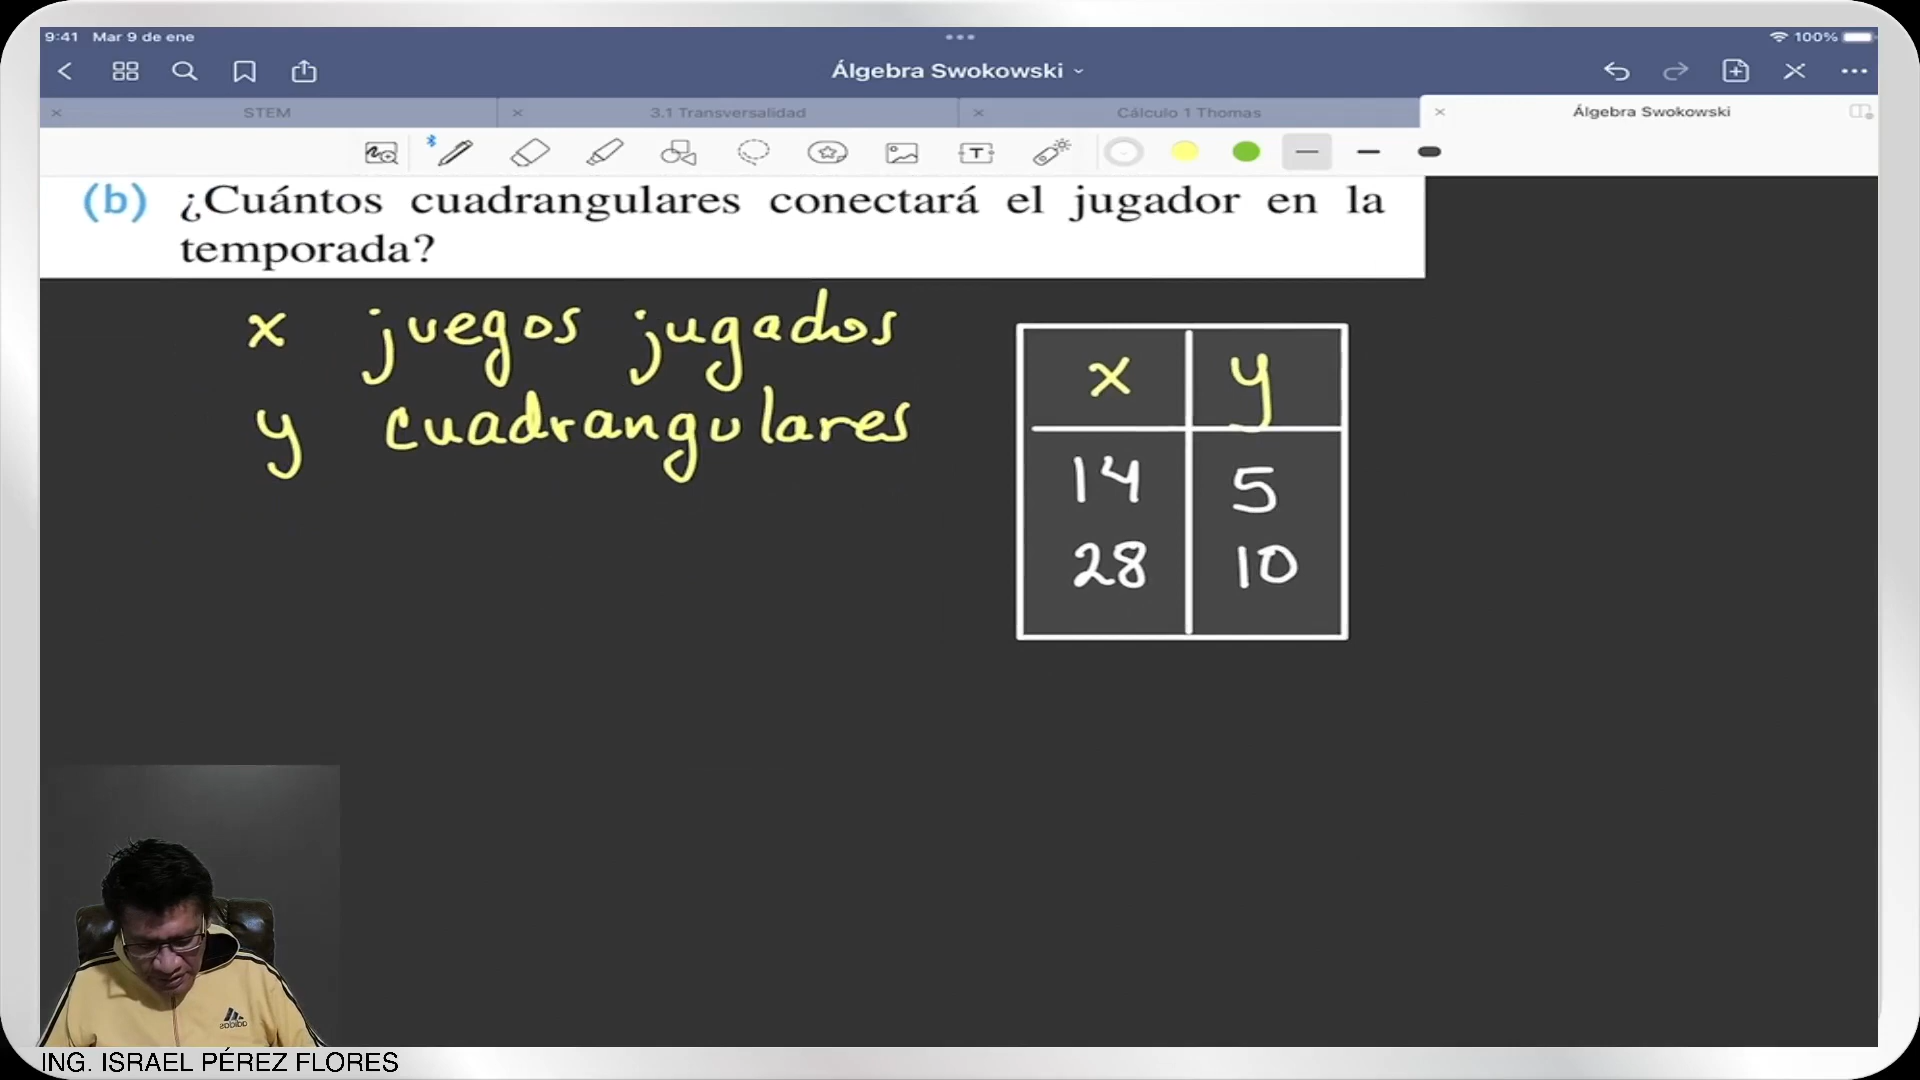 9:41 Mar 9 de ene 100%
Álgebra Swokowski
STEM 3.1 Transversalidad Cálculo 1 Thomas Álgebra Swokowski
(b) ¿Cuántos cuadrangulares conectará el jugador en la
temporada?
x juegos jugados
y cuadrangulares
x y
14 5
28 10
adidas
ING. ISRAEL PÉREZ FLORES